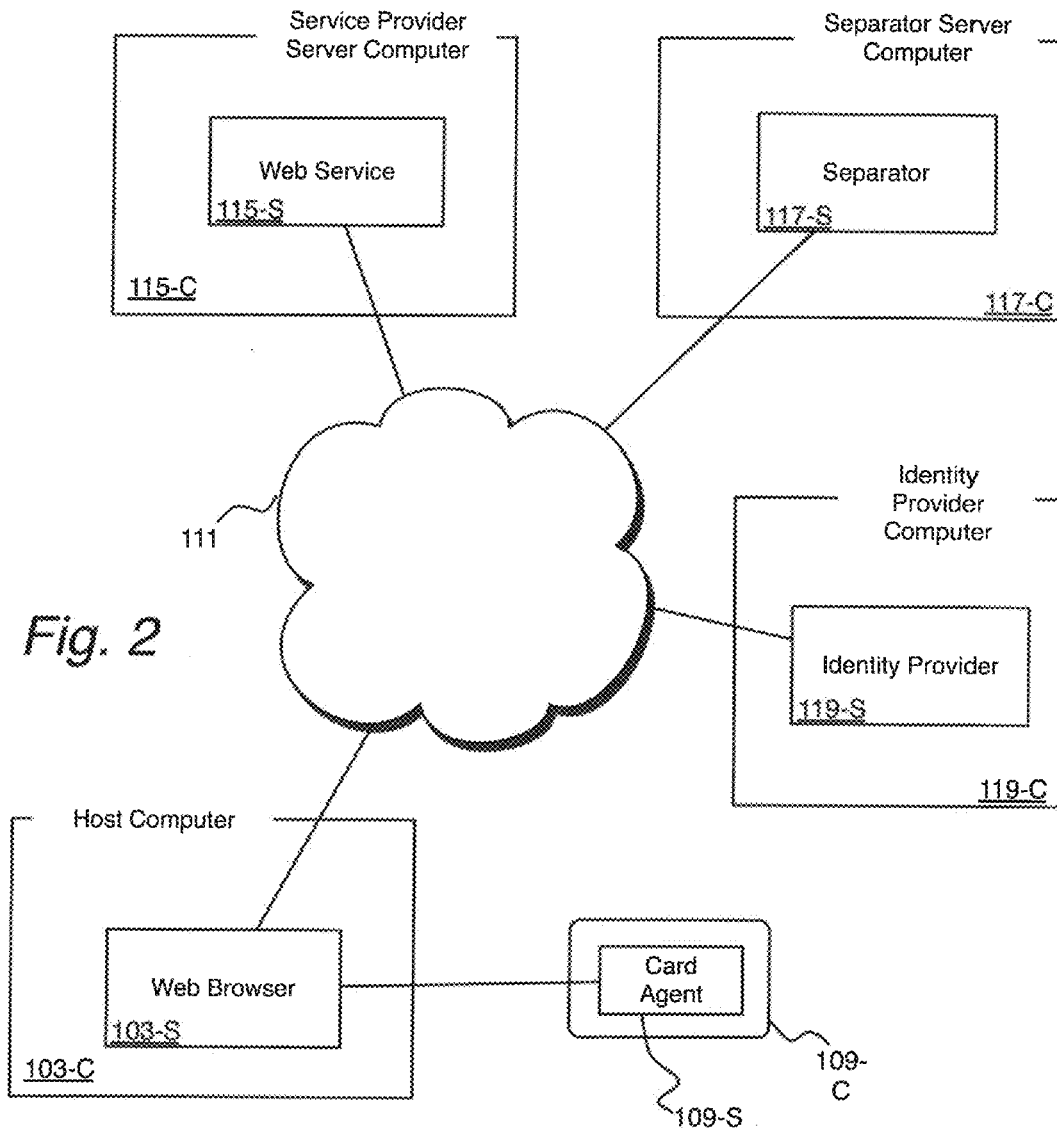 Service Provider
Server Computer
Web Service
115-S
115-C
Separator Server
Computer
Separator
117-S
117-C
111
Fig. 2
Identity
Provider
Computer
Identity Provider
119-S
119-C
Host Computer
Web Browser
103-S
103-C
Card
Agent
109-S
109-
C